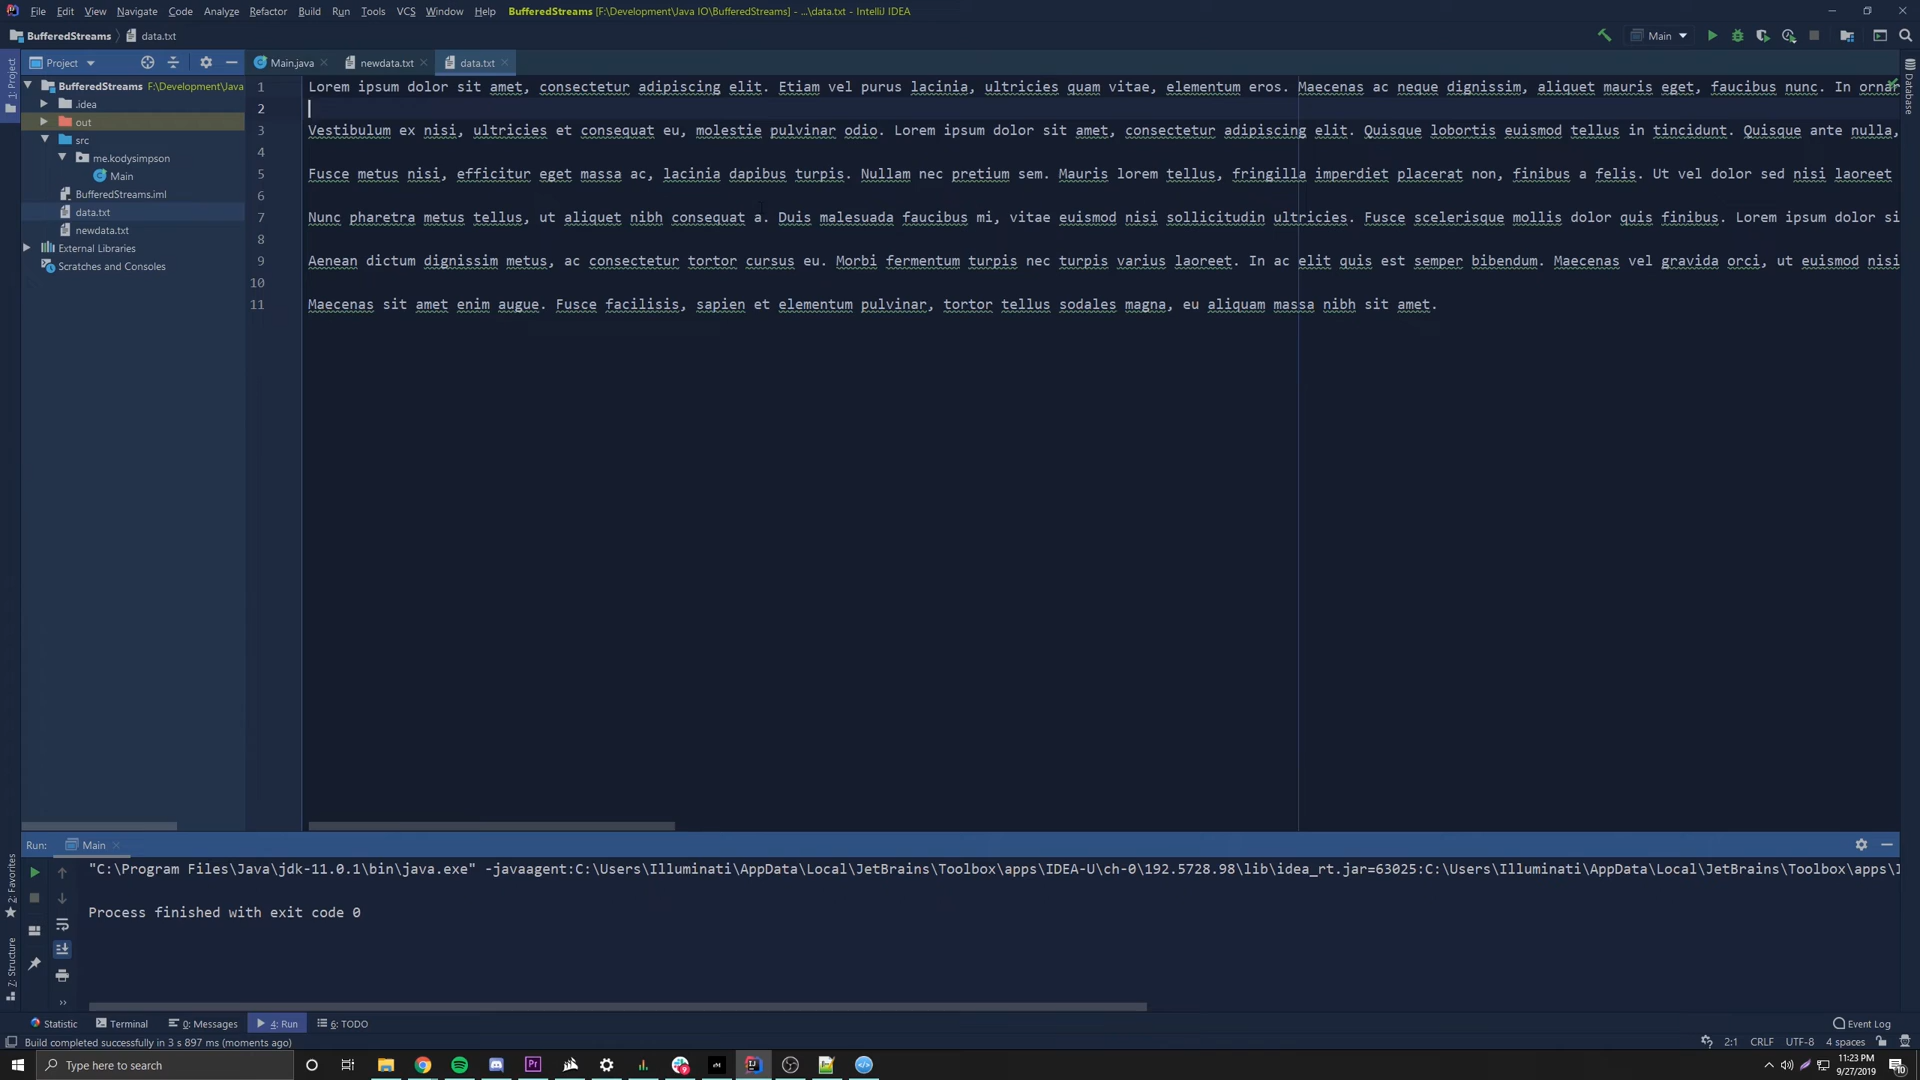 File Edit View Navigate Code Analyze Refactor Build Run Tools VCS Window Help BufferedStreams [F:\Development\Java IO\BufferedStreams] - ...\data.txt - IntelliJ IDEA
BufferedStreams data.txt Main
Project Main.java newdata.txt data.txt
1: Project
Database
BufferedStreams F:\Development\Java
.idea
out
src
me.kodysimpson
Main
BufferedStreams.iml
data.txt
newdata.txt
External Libraries
Scratches and Consoles
1 Lorem ipsum dolor sit amet, consectetur adipiscing elit. Etiam vel purus lacinia, ultricies quam vitae, elementum eros. Maecenas ac neque dignissim, aliquet mauris eget, faucibus nunc. In ornar
2
3 Vestibulum ex nisi, ultricies et consequat eu, molestie pulvinar odio. Lorem ipsum dolor sit amet, consectetur adipiscing elit. Quisque lobortis euismod tellus in tincidunt. Quisque ante nulla,
4
5 Fusce metus nisi, efficitur eget massa ac, lacinia dapibus turpis. Nullam nec pretium sem. Mauris lorem tellus, fringilla imperdiet placerat non, finibus a felis. Ut vel dolor sed nisi laoreet
6
7 Nunc pharetra metus tellus, ut aliquet nibh consequat a. Duis malesuada faucibus mi, vitae euismod nisi sollicitudin ultricies. Fusce scelerisque mollis dolor quis finibus. Lorem ipsum dolor si
8
9 Aenean dictum dignissim metus, ac consectetur tortor cursus eu. Morbi fermentum turpis nec turpis varius laoreet. In ac elit quis est semper bibendum. Maecenas vel gravida orci, ut euismod nisi
10
11 Maecenas sit amet enim augue. Fusce facilisis, sapien et elementum pulvinar, tortor tellus sodales magna, eu aliquam massa nibh sit amet.
Run: Main
2: Favorites
Z: Structure
"C:\Program Files\Java\jdk-11.0.1\bin\java.exe" -javaagent:C:\Users\Illuminati\AppData\Local\JetBrains\Toolbox\apps\IDEA-U\ch-0\192.5728.98\lib\idea_rt.jar=63025:C:\Users\Illuminati\AppData\Local\JetBrains\Toolbox\apps\I
Process finished with exit code 0
Statistic Terminal 0: Messages 4: Run 6: TODO Event Log
Build completed successfully in 3 s 897 ms (moments ago) 2:1 CRLF UTF-8 4 spaces
Type here to search
11:23 PM
9/27/2019